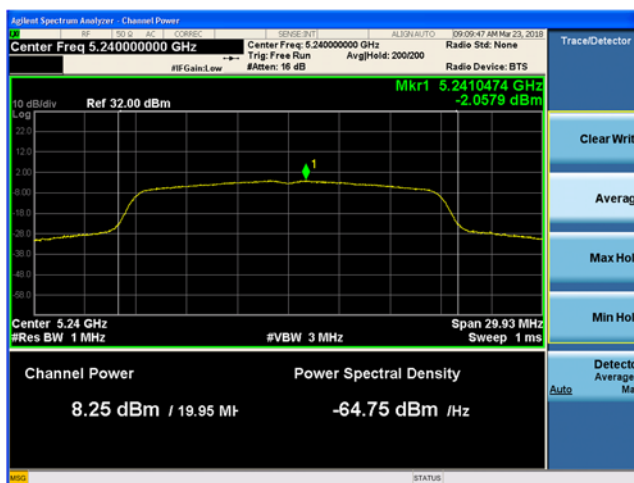 Agilent Spectrum Analyzer - Channel Power
RF 50 Ω AC CORREC SENSE:INT ALIGNAUTO 09:09:47 AM Mar 23, 2018
Center Freq 5.240000000 GHz
Center Freq: 5.240000000 GHz
Radio Std: None
Trig: Free Run Avg|Hold: 200/200
#IFGain:Low #Atten: 16 dB
Radio Device: BTS
Trace/Detector
Mkr1 5.2410474 GHz
-2.0579 dBm
10 dB/div Ref 32.00 dBm
Log
22.0
12.0
2.00
-8.00
-18.0
-28.0
-38.0
-48.0
-58.0
1
Center 5.24 GHz Span 29.93 MHz
#Res BW 1 MHz #VBW 3 MHz Sweep 1 ms
Channel Power Power Spectral Density
8.25 dBm / 19.95 MH -64.75 dBm /Hz
Clear Writ
Averag
Max Hol
Min Hol
Detecto
Average
Auto Ma
MSG STATUS